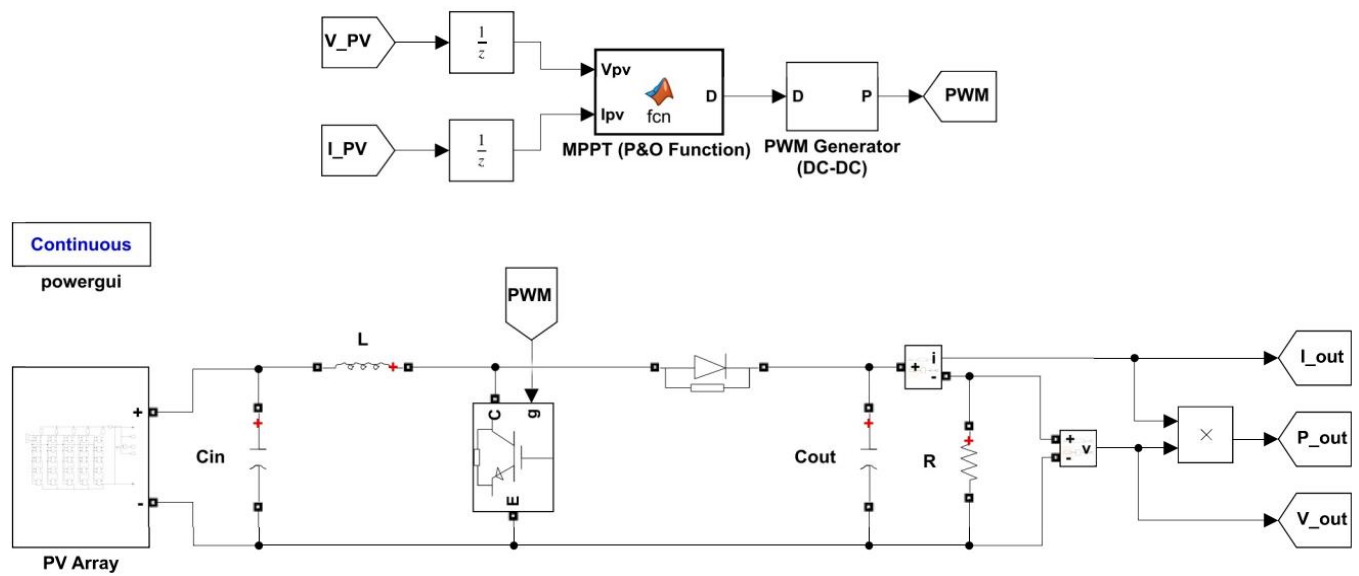 V_PV
1
z
Vpv
I_PV
1
z
Ipv
fcn
D
MPPT (P&O Function)
D
P
PWM Generator
(DC-DC)
PWM
Continuous
powergui
PWM
+
-
PV Array
Cin
L
+
+
C
g
E
Cout
+
+
i
-
R
+
+
-
v
×
I_out
P_out
V_out